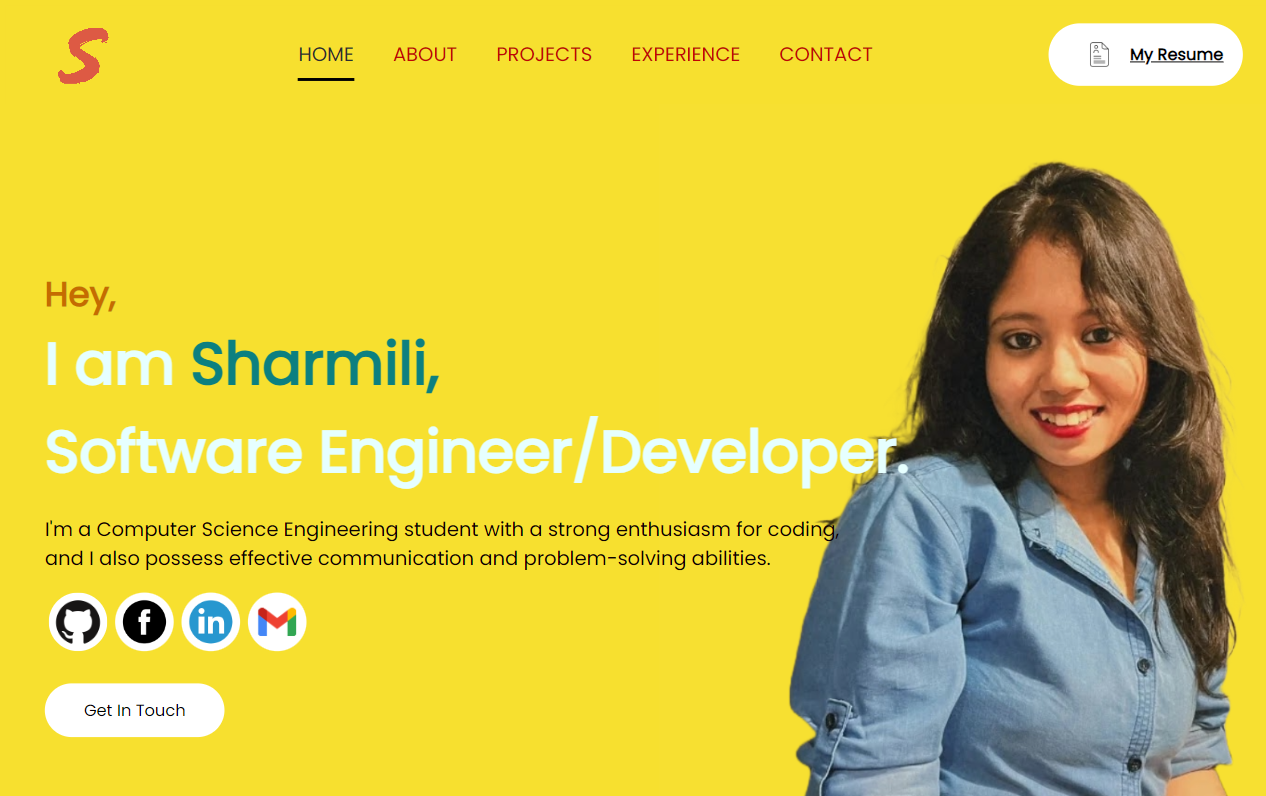 S
HOME ABOUT PROJECTS EXPERIENCE CONTACT
My Resume
Hey,
I am Sharmili,
Software Engineer/Developer.
I'm a Computer Science Engineering student with a strong enthusiasm for coding,
and I also possess effective communication and problem-solving abilities.
f in M
Get In Touch